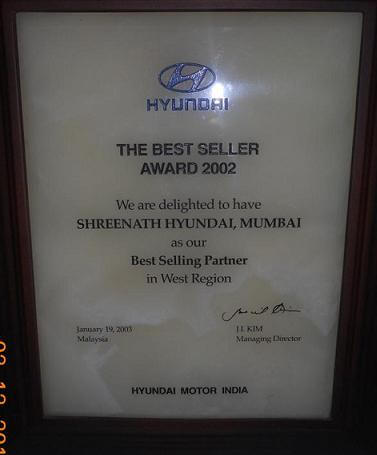 HYUNDAI
THE BEST SELLER
AWARD 2002
We are delighted to have
SHREENATH HYUNDAI, MUMBAI
as our
Best Selling Partner
in West Region
January 19, 2003
Malaysia
J.I. KIM
Managing Director
HYUNDAI MOTOR INDIA